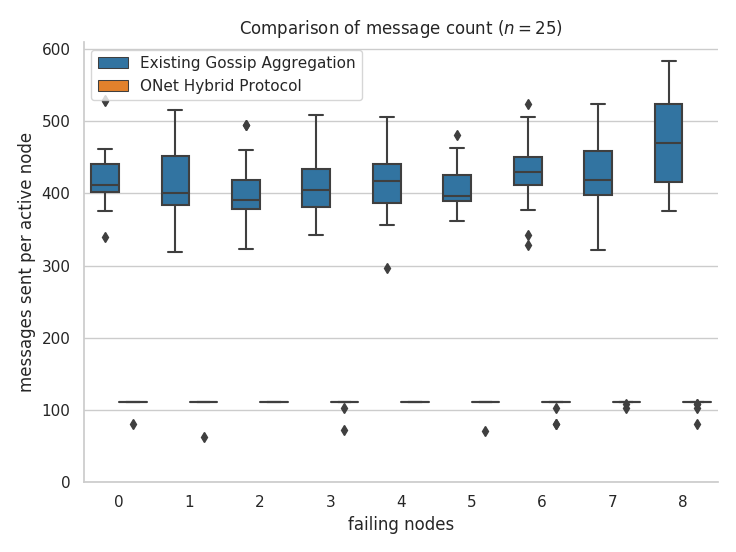 Comparison of message count (n = 25)
Existing Gossip Aggregation
ONet Hybrid Protocol
messages sent per active node
600
500
400
300
200
100
0
0 1 2 3 4 5 6 7 8
failing nodes